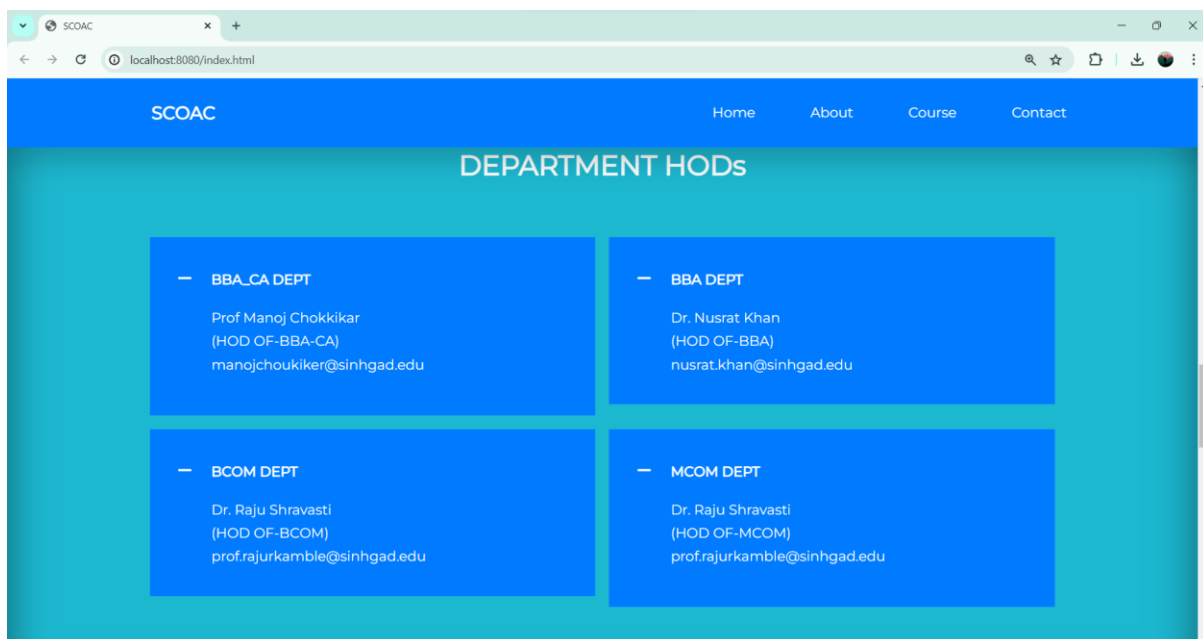 SCOAC
localhost:8080/index.html
SCOAC
Home About Course Contact
DEPARTMENT HODs
BBA_CA DEPT
Prof Manoj Chokkikar
(HOD OF-BBA-CA)
manojchoukiker@sinhgad.edu
BBA DEPT
Dr. Nusrat Khan
(HOD OF-BBA)
nusrat.khan@sinhgad.edu
BCOM DEPT
Dr. Raju Shravasti
(HOD OF-BCOM)
prof.rajurkamble@sinhgad.edu
MCOM DEPT
Dr. Raju Shravasti
(HOD OF-MCOM)
prof.rajurkamble@sinhgad.edu